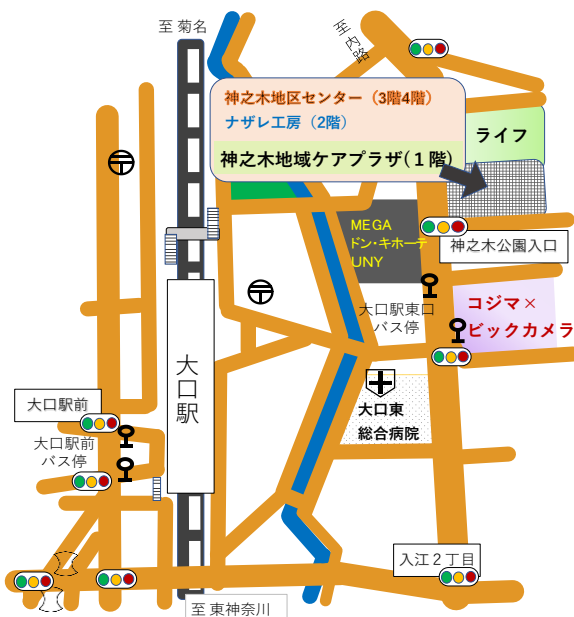 至 菊名
至内路
神之木地区センター（3階4階）
ナザレ工房（2階）
神之木地域ケアプラザ(１階)
ライフ
MEGA
ドン・キホーテ
UNY
神之木公園入口
大口駅東口
バス停
コジマ×
ビックカメラ
大口駅
大口駅前
大口駅前
バス停
大口東
総合病院
入江２丁目
至 東神奈川